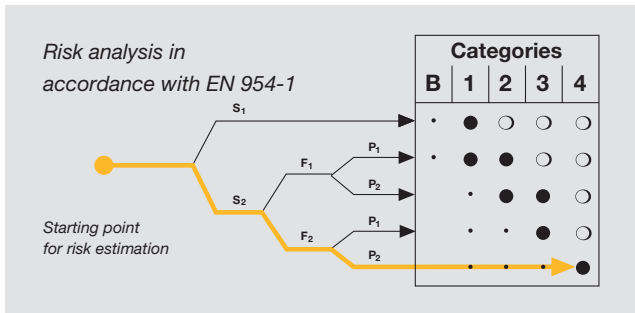 Risk analysis in
accordance with EN 954-1
Categories
B 1 2 3 4
S1
F1
P1
P2
S2
P1
F2
P2
Starting point
for risk estimation